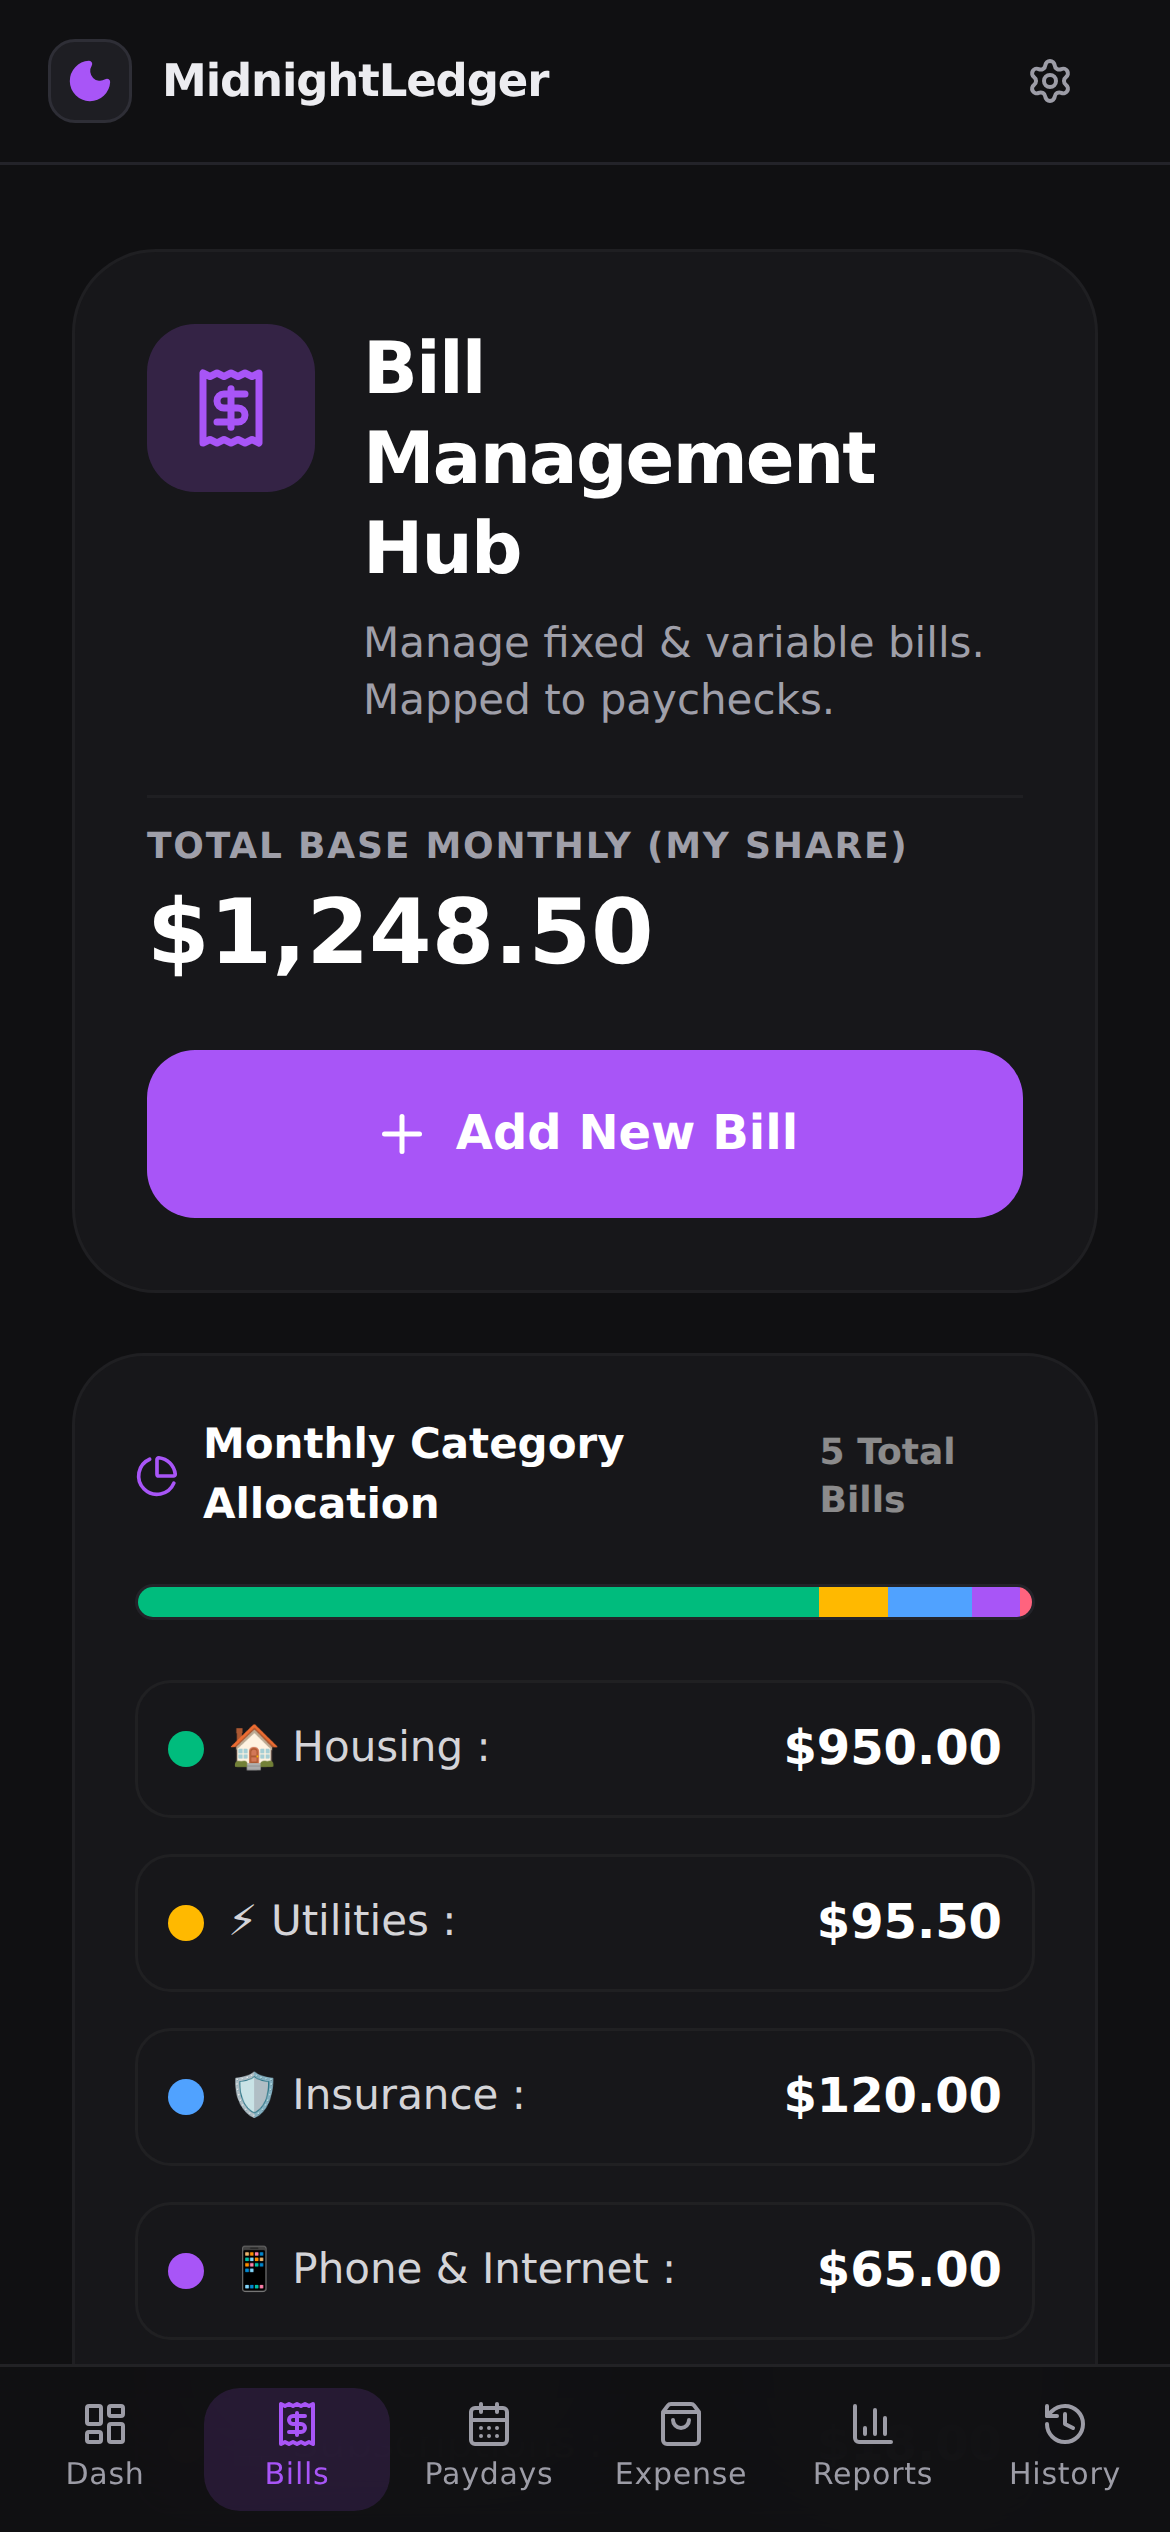 MidnightLedger
Bill
Management
Hub
Manage fixed & variable bills.
Mapped to paychecks.
TOTAL BASE MONTHLY (MY SHARE)
$1,248.50
Add New Bill
Monthly Category
Allocation
5 Total
Bills
🏠 Housing : $950.00
⚡ Utilities : $95.50
🛡️ Insurance : $120.00
📱 Phone & Internet : $65.00
Dash Bills Paydays Expense Reports History